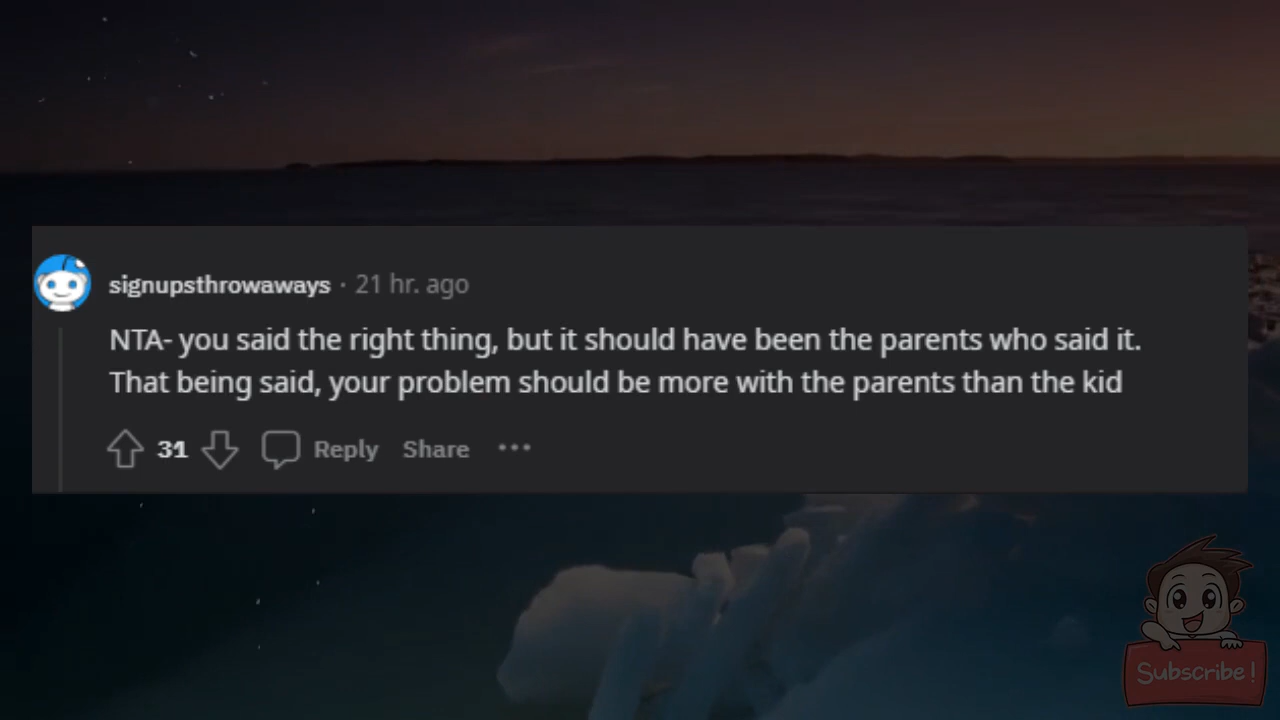 signupsthrowaways · 21 hr. ago
NTA- you said the right thing, but it should have been the parents who said it.
That being said, your problem should be more with the parents than the kid
31 Reply Share ···
Subscribe!